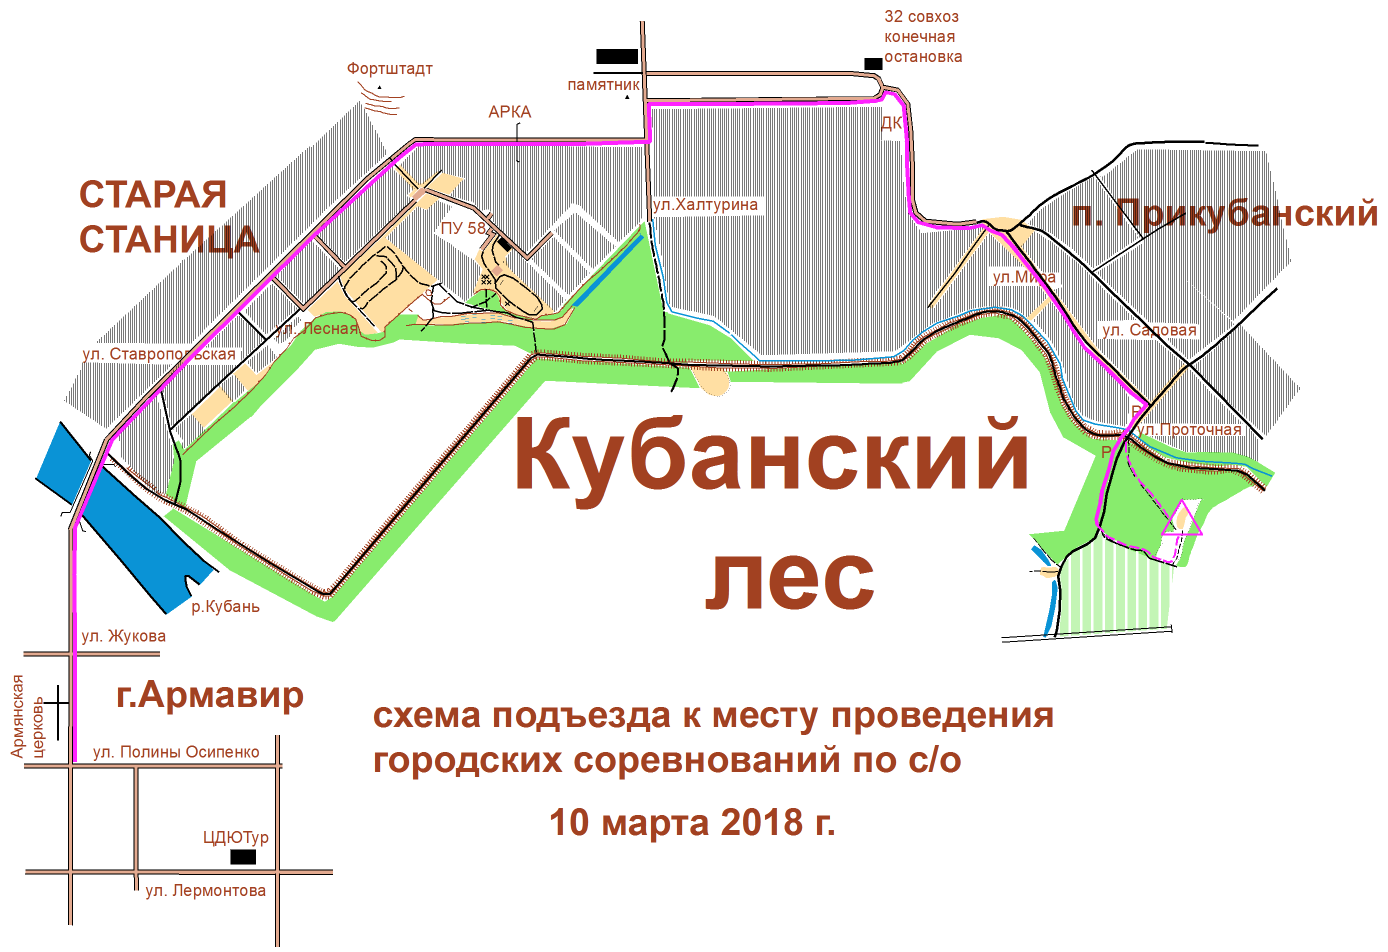 32 совхоз
конечная
остановка
Фортштадт
памятник
АРКА
ДК
СТАРАЯ
СТАНИЦА
ул.Халтурина
п. Прикубанский
ПУ 58
ул.Мира
ул. Лесная
ул. Садовая
ул. Ставропольская
Р
ул.Проточная
Р
Кубанский
лес
р.Кубань
ул. Жукова
Армянская
церковь
г.Армавир
схема подъезда к месту проведения
городских соревнований по с/о
10 марта 2018 г.
ул. Полины Осипенко
ЦДЮТур
ул. Лермонтова